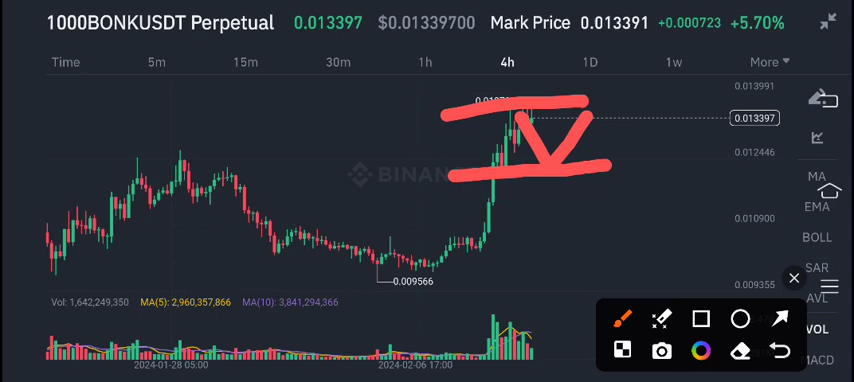 1000BONKUSDT Perpetual 0.013397 $0.01339700 Mark Price 0.013391 +0.000723 +5.70%
Time 5m 15m 30m 1h 4h 1D 1w More
0.013991
0.013397
0.012446
BINAN
MA
EMA
0.010900
BOLL
SAR
0.009566
0.009355
AVL
Vol: 1,642,249,350 MA(5): 2,960,357,866 MA(10): 3,841,294,366
VOL
MACD
2024-01-28 05:00 2024-02-06 17:00